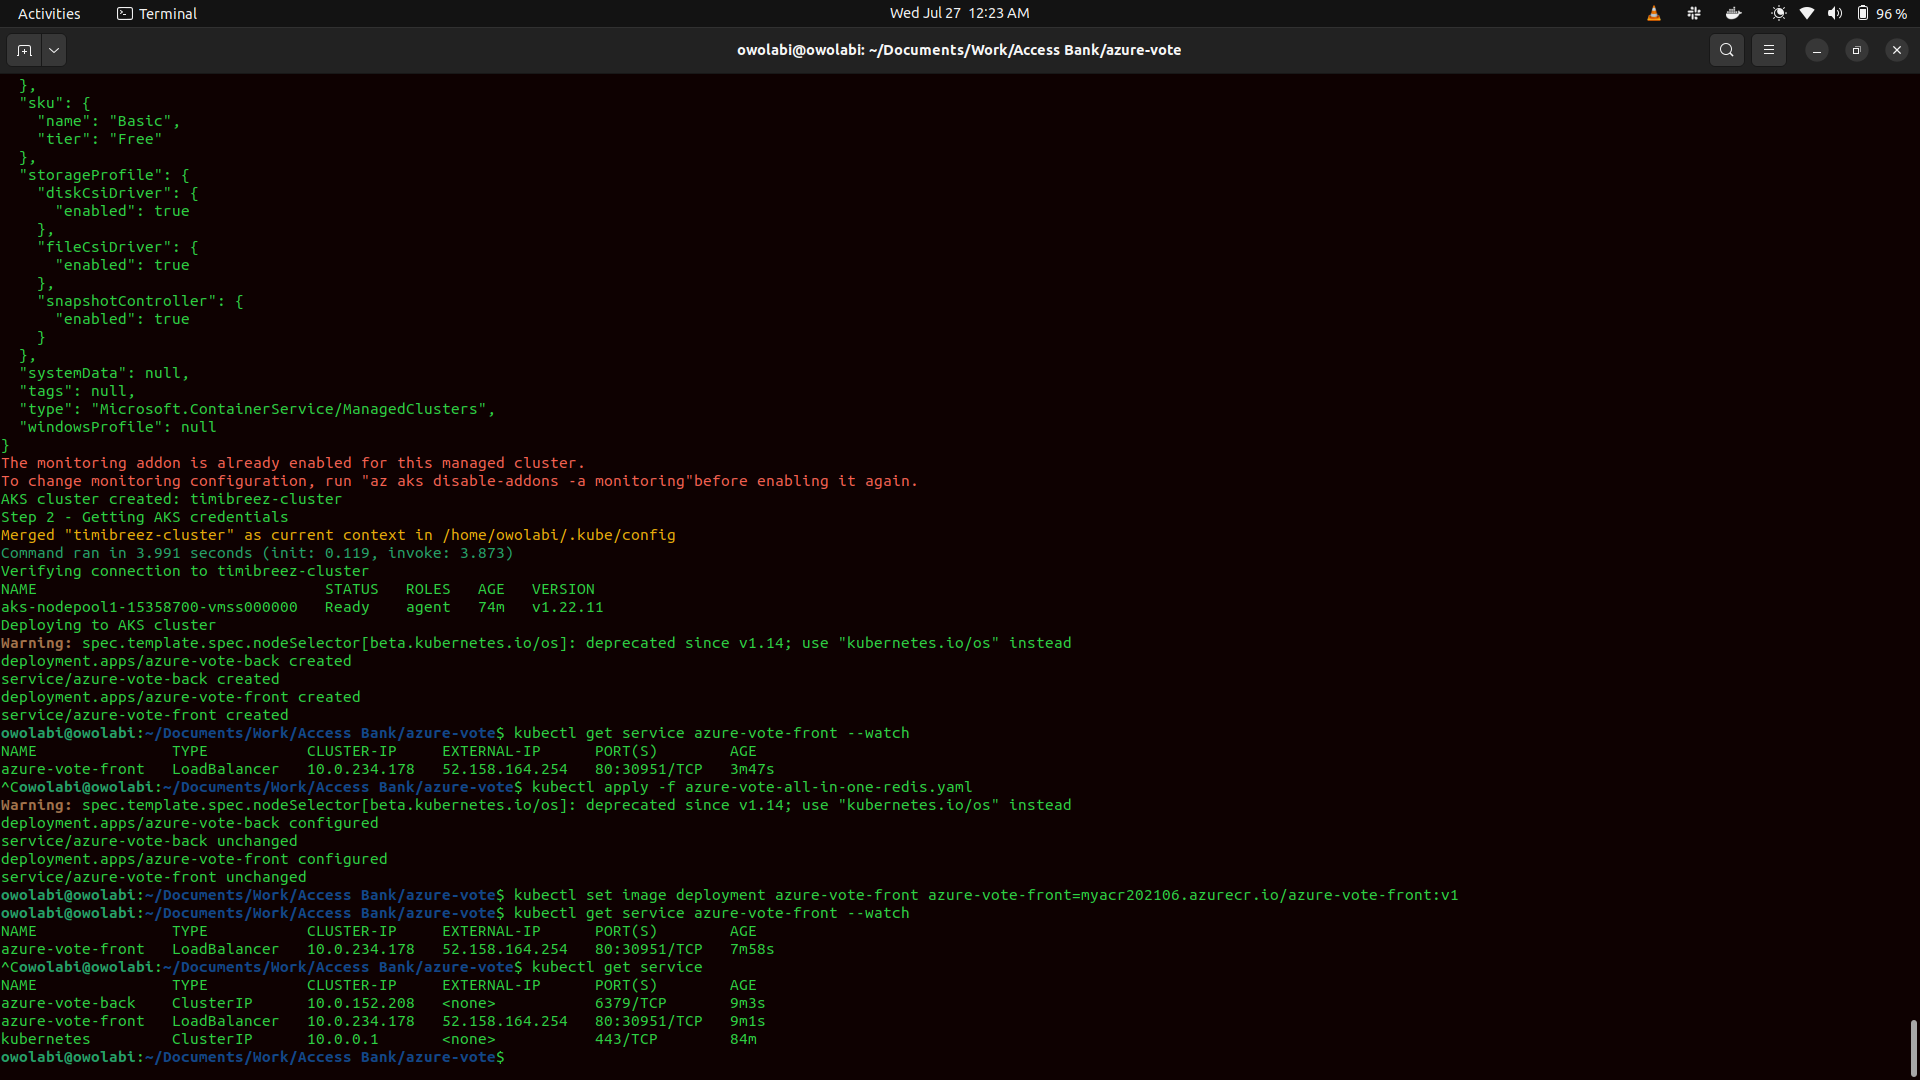 Activities Terminal Wed Jul 27 12:23 AM 96 %
owolabi@owolabi: ~/Documents/Work/Access Bank/azure-vote
  },
  "sku": {
    "name": "Basic",
    "tier": "Free"
  },
  "storageProfile": {
    "diskCsiDriver": {
      "enabled": true
    },
    "fileCsiDriver": {
      "enabled": true
    },
    "snapshotController": {
      "enabled": true
    }
  },
  "systemData": null,
  "tags": null,
  "type": "Microsoft.ContainerService/ManagedClusters",
  "windowsProfile": null
}
The monitoring addon is already enabled for this managed cluster.
To change monitoring configuration, run "az aks disable-addons -a monitoring"before enabling it again.
AKS cluster created: timibreez-cluster
Step 2 - Getting AKS credentials
Merged "timibreez-cluster" as current context in /home/owolabi/.kube/config
Command ran in 3.991 seconds (init: 0.119, invoke: 3.873)
Verifying connection to timibreez-cluster
NAME                                STATUS   ROLES   AGE   VERSION
aks-nodepool1-15358700-vmss000000   Ready    agent   74m   v1.22.11
Deploying to AKS cluster
Warning: spec.template.spec.nodeSelector[beta.kubernetes.io/os]: deprecated since v1.14; use "kubernetes.io/os" instead
deployment.apps/azure-vote-back created
service/azure-vote-back created
deployment.apps/azure-vote-front created
service/azure-vote-front created
owolabi@owolabi:~/Documents/Work/Access Bank/azure-vote$ kubectl get service azure-vote-front --watch
NAME               TYPE           CLUSTER-IP     EXTERNAL-IP      PORT(S)        AGE
azure-vote-front   LoadBalancer   10.0.234.178   52.158.164.254   80:30951/TCP   3m47s
^Cowolabi@owolabi:~/Documents/Work/Access Bank/azure-vote$ kubectl apply -f azure-vote-all-in-one-redis.yaml
Warning: spec.template.spec.nodeSelector[beta.kubernetes.io/os]: deprecated since v1.14; use "kubernetes.io/os" instead
deployment.apps/azure-vote-back configured
service/azure-vote-back unchanged
deployment.apps/azure-vote-front configured
service/azure-vote-front unchanged
owolabi@owolabi:~/Documents/Work/Access Bank/azure-vote$ kubectl set image deployment azure-vote-front azure-vote-front=myacr202106.azurecr.io/azure-vote-front:v1
owolabi@owolabi:~/Documents/Work/Access Bank/azure-vote$ kubectl get service azure-vote-front --watch
NAME               TYPE           CLUSTER-IP     EXTERNAL-IP      PORT(S)        AGE
azure-vote-front   LoadBalancer   10.0.234.178   52.158.164.254   80:30951/TCP   7m58s
^Cowolabi@owolabi:~/Documents/Work/Access Bank/azure-vote$ kubectl get service
NAME               TYPE           CLUSTER-IP     EXTERNAL-IP      PORT(S)        AGE
azure-vote-back    ClusterIP      10.0.152.208   <none>           6379/TCP       9m3s
azure-vote-front   LoadBalancer   10.0.234.178   52.158.164.254   80:30951/TCP   9m1s
kubernetes         ClusterIP      10.0.0.1       <none>           443/TCP        84m
owolabi@owolabi:~/Documents/Work/Access Bank/azure-vote$